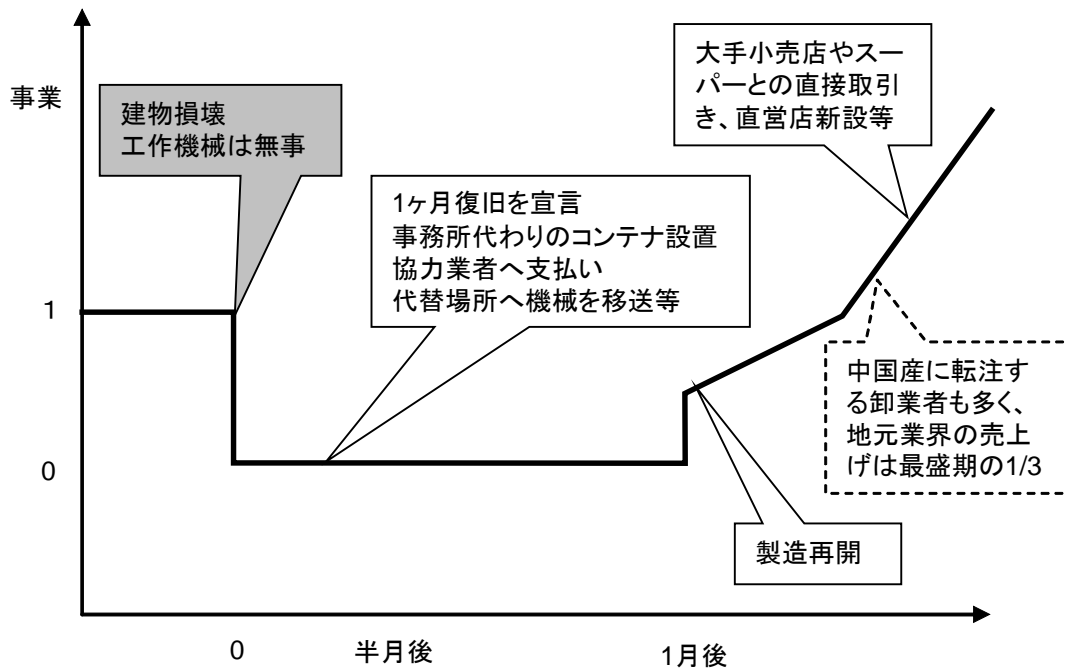 大手小売店やスー
パーとの直接取引
き、直営店新設等
事業
建物損壊
工作機械は無事
1ヶ月復旧を宣言
事務所代わりのコンテナ設置
協力業者へ支払い
代替場所へ機械を移送等
1
中国産に転注す
る卸業者も多く、
地元業界の売上
げは最盛期の1/3
0
製造再開
0
半月後
1月後